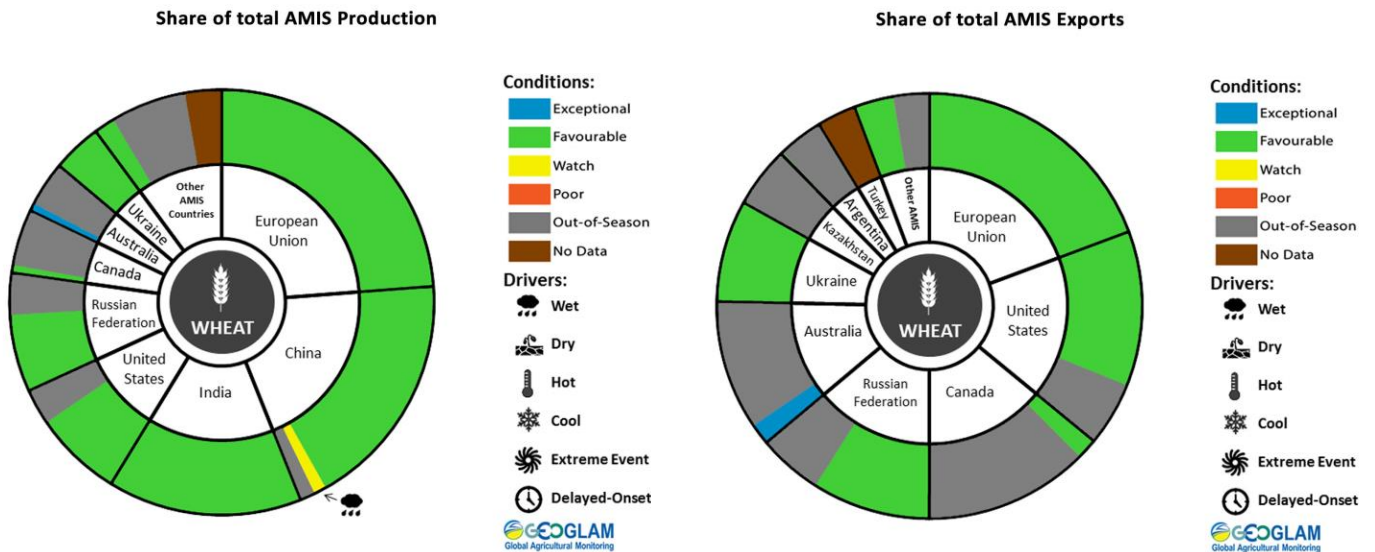 Share of total AMIS Production
European
Union
China
India
United
States
Russian
Federation
Canada
Australia
Ukraine
Other
AMIS
Countries
WHEAT
Conditions:
Exceptional
Favourable
Watch
Poor
Out-of-Season
No Data
Drivers:
Wet
Dry
Hot
Cool
Extreme Event
Delayed-Onset
GEOGLAM
Global Agricultural Monitoring
Share of total AMIS Exports
European
Union
United
States
Canada
Russian
Federation
Australia
Ukraine
Kazakhstan
Argentina
Turkey
Other AMIS
WHEAT
Conditions:
Exceptional
Favourable
Watch
Poor
Out-of-Season
No Data
Drivers:
Wet
Dry
Hot
Cool
Extreme Event
Delayed-Onset
GEOGLAM
Global Agricultural Monitoring